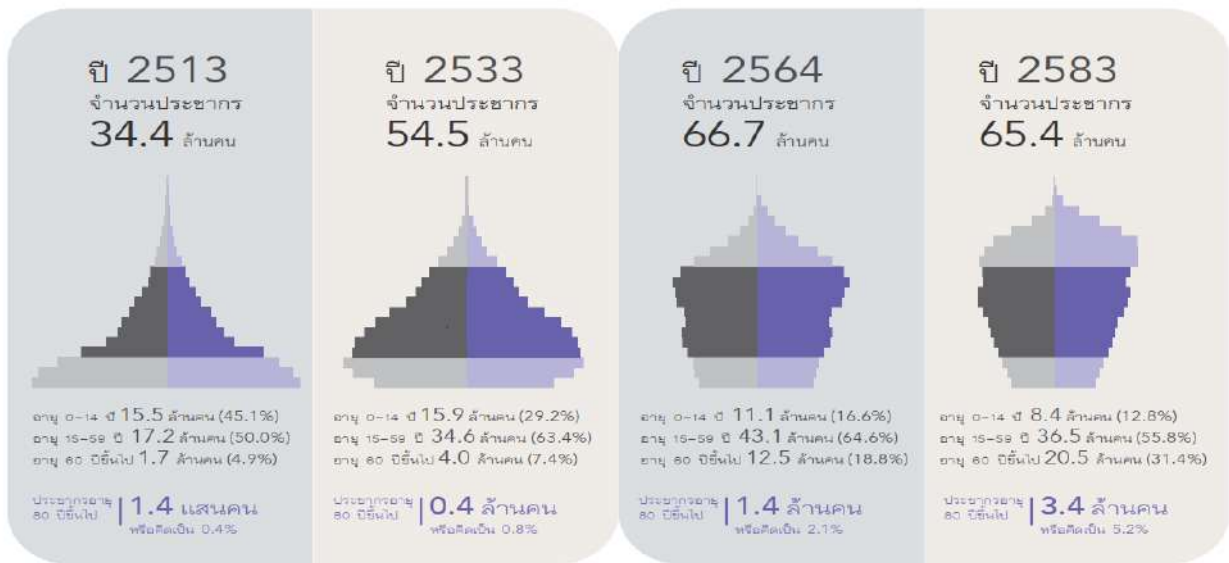 ปี 2513
จำนวนประชากร
34.4 ล้านคน
อายุ 0-14 ปี 15.5 ล้านคน (45.1%)
อายุ 15-59 ปี 17.2 ล้านคน (50.0%)
อายุ 60 ปีขึ้นไป 1.7 ล้านคน (4.9%)
ประชากรอายุ
80 ปีขึ้นไป
1.4 แสนคน
หรือคิดเป็น 0.4%
ปี 2533
จำนวนประชากร
54.5 ล้านคน
อายุ 0-14 ปี 15.9 ล้านคน (29.2%)
อายุ 15-59 ปี 34.6 ล้านคน (63.4%)
อายุ 60 ปีขึ้นไป 4.0 ล้านคน (7.4%)
ประชากรอายุ
80 ปีขึ้นไป
0.4 ล้านคน
หรือคิดเป็น 0.8%
ปี 2564
จำนวนประชากร
66.7 ล้านคน
อายุ 0-14 ปี 11.1 ล้านคน (16.6%)
อายุ 15-59 ปี 43.1 ล้านคน (64.6%)
อายุ 60 ปีขึ้นไป 12.5 ล้านคน (18.8%)
ประชากรอายุ
80 ปีขึ้นไป
1.4 ล้านคน
หรือคิดเป็น 2.1%
ปี 2583
จำนวนประชากร
65.4 ล้านคน
อายุ 0-14 ปี 8.4 ล้านคน (12.8%)
อายุ 15-59 ปี 36.5 ล้านคน (55.8%)
อายุ 60 ปีขึ้นไป 20.5 ล้านคน (31.4%)
ประชากรอายุ
80 ปีขึ้นไป
3.4 ล้านคน
หรือคิดเป็น 5.2%